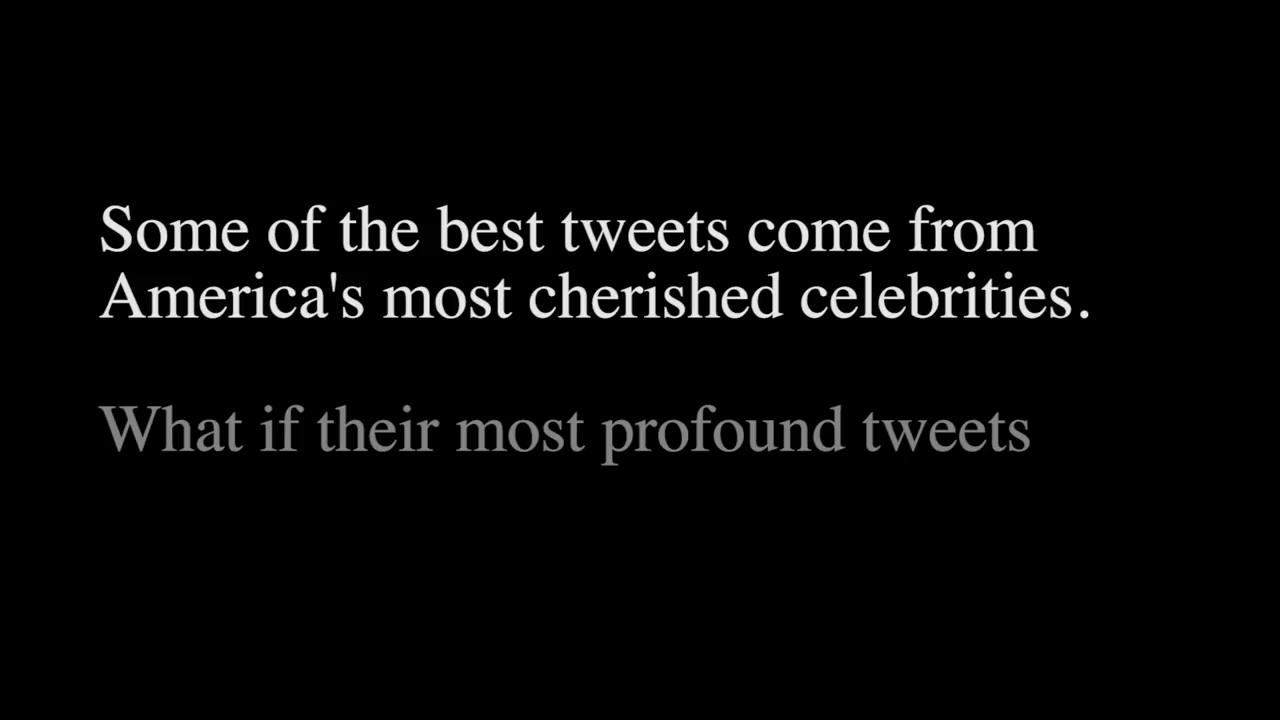 Some of the best tweets come from
America's most cherished celebrities.
What if their most profound tweets